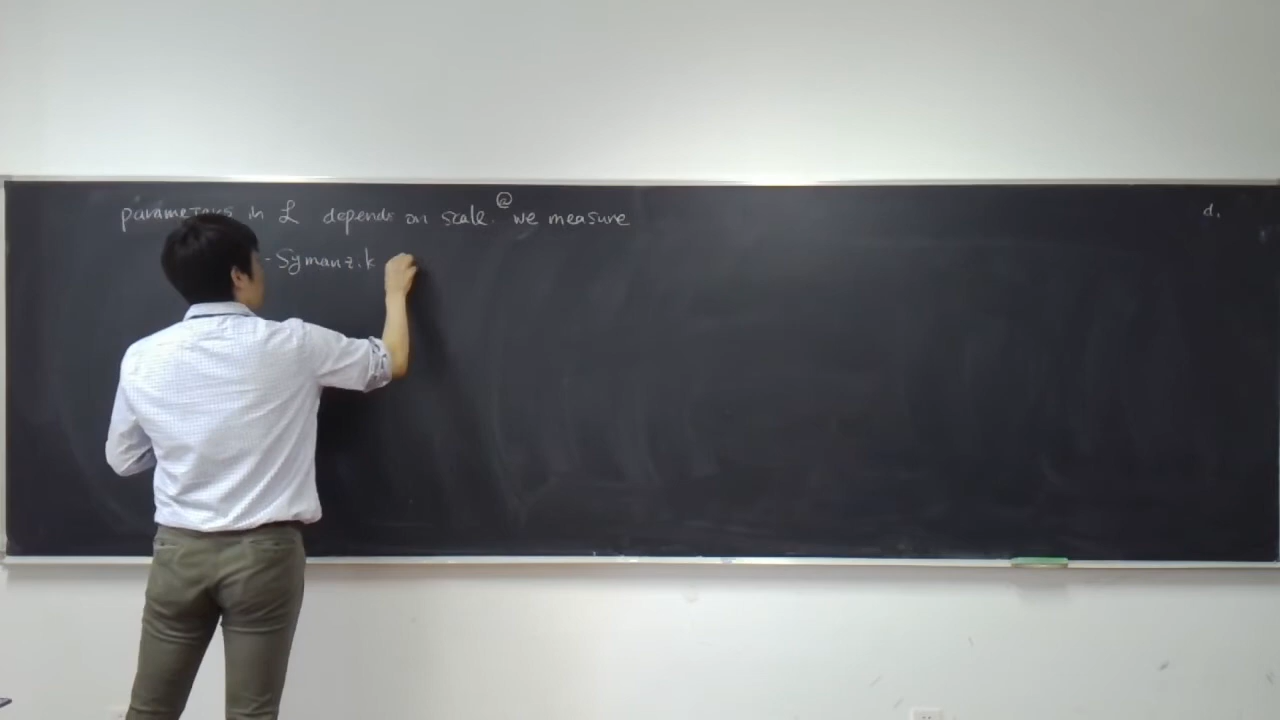 @
parameters in ℒ depends on scale. we measure
- Symanzik
d.